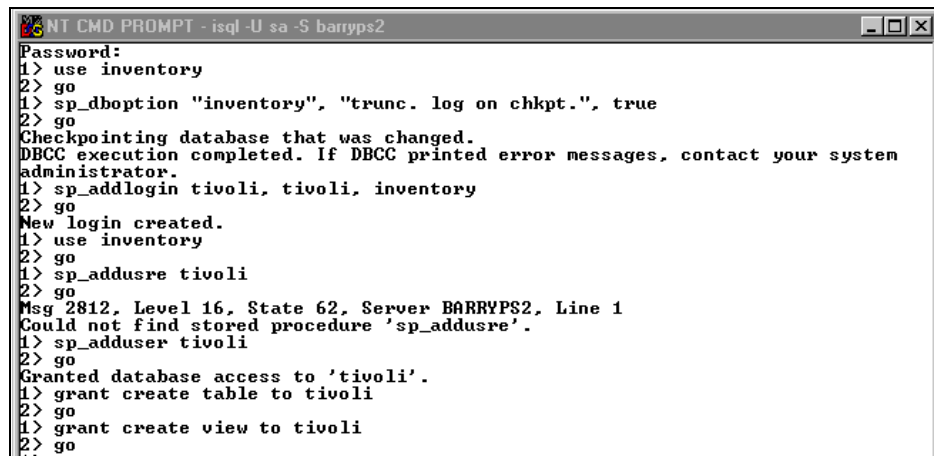 NT CMD PROMPT - isql -U sa -S barryps2
Password:
1> use inventory
2> go
1> sp_dboption "inventory", "trunc. log on chkpt.", true
2> go
Checkpointing database that was changed.
DBCC execution completed. If DBCC printed error messages, contact your system
administrator.
1> sp_addlogin tivoli, tivoli, inventory
2> go
New login created.
1> use inventory
2> go
1> sp_addusre tivoli
2> go
Msg 2812, Level 16, State 62, Server BARRYPS2, Line 1
Could not find stored procedure 'sp_addusre'.
1> sp_adduser tivoli
2> go
Granted database access to 'tivoli'.
1> grant create table to tivoli
2> go
1> grant create view to tivoli
2> go